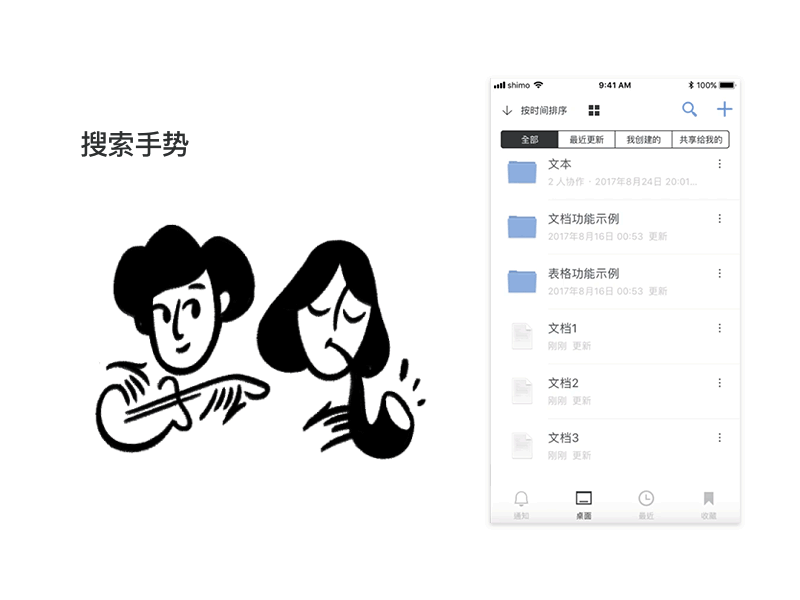 搜索手势
shimo 9:41 AM 100%
按时间排序
全部 最近更新 我创建的 共享给我的
文本
2 人协作 · 2017年8月24日 20:01...
文档功能示例
2017年8月16日 00:53 更新
表格功能示例
2017年8月16日 00:53 更新
文档1
刚刚 更新
文档2
刚刚 更新
文档3
刚刚 更新
通知 桌面 最近 收藏